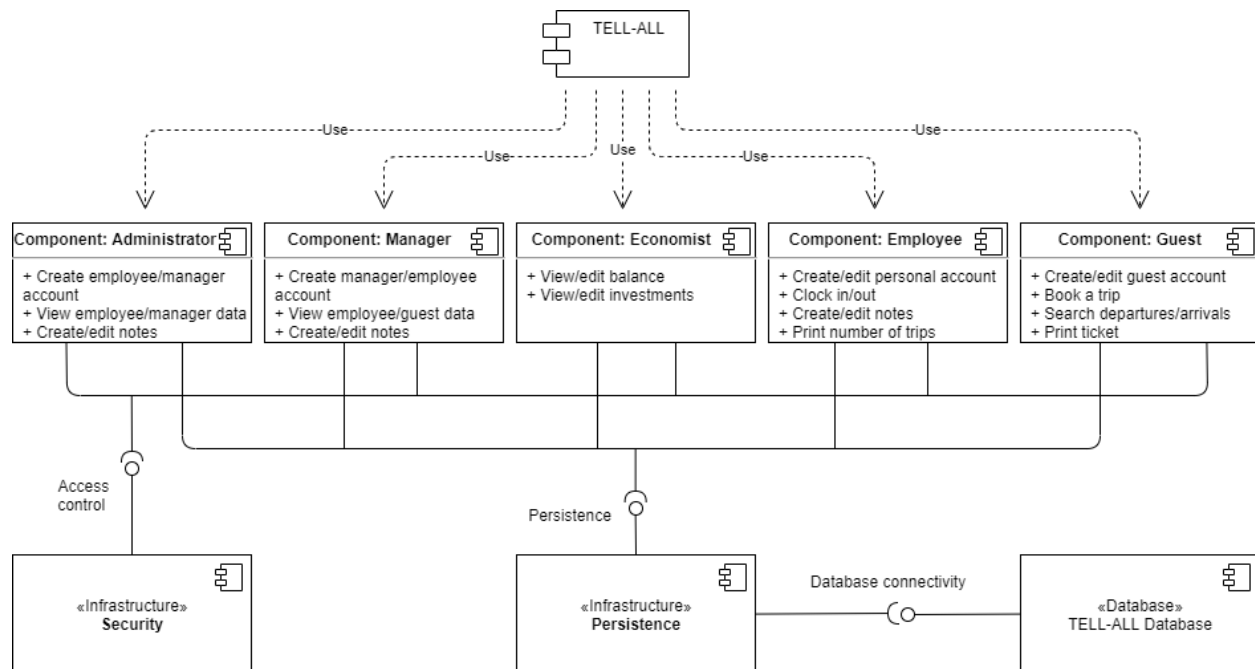 TELL-ALL
Use
Use
Use
Use
Use
Component: Administrator
+ Create employee/manager
account
+ View employee/manager data
+ Create/edit notes
Component: Manager
+ Create manager/employee
account
+ View employee/guest data
+ Create/edit notes
Component: Economist
+ View/edit balance
+ View/edit investments
Component: Employee
+ Create/edit personal account
+ Clock in/out
+ Create/edit notes
+ Print number of trips
Component: Guest
+ Create/edit guest account
+ Book a trip
+ Search departures/arrivals
+ Print ticket
Access
control
Persistence
«Infrastructure»
Security
«Infrastructure»
Persistence
Database connectivity
«Database»
TELL-ALL Database